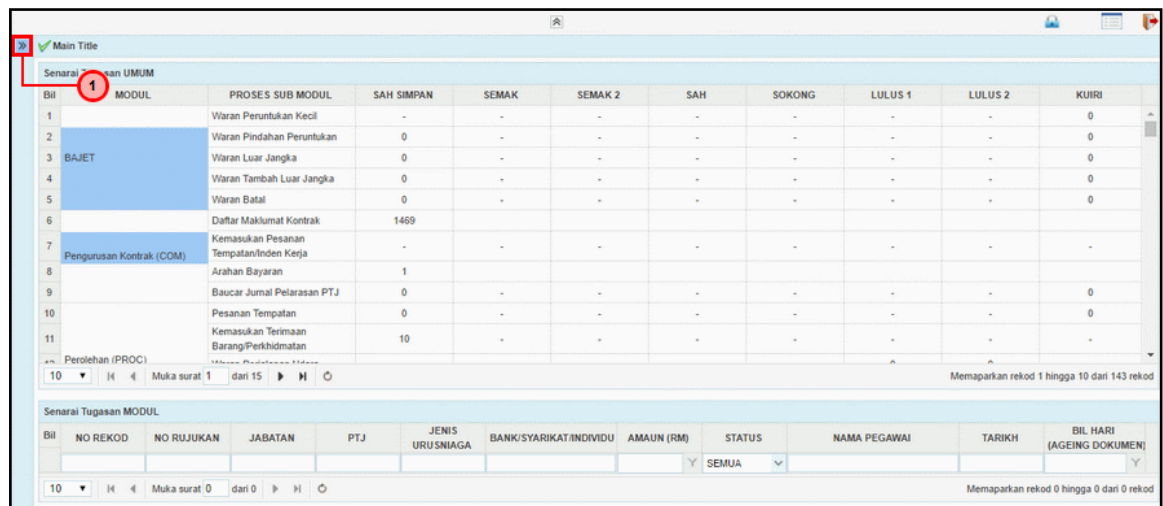 Main Title
Senarai Tugasan UMUM
1
Bil MODUL PROSES SUB MODUL SAH SIMPAN SEMAK SEMAK 2 SAH SOKONG LULUS 1 LULUS 2 KUIRI
1 Waran Peruntukan Kecil - - - - - - - 0
2 Waran Pindahan Peruntukan 0 - - - - - - 0
3 BAJET Waran Luar Jangka 0 - - - - - - 0
4 Waran Tambah Luar Jangka 0 - - - - - - 0
5 Waran Batal 0 - - - - - - 0
6 Daftar Maklumat Kontrak 1469
7 Pengurusan Kontrak (COM) Kemasukan Pesanan
Tempatan/Inden Kerja - - - - - - - -
8 Arahan Bayaran 1
9 Baucar Jurnal Pelarasan PTJ 0 - - - - - - 0
10 Pesanan Tempatan 0 - - - - - - 0
11 Kemasukan Terimaan
Barang/Perkhidmatan 10 - - - - - - -
Perolehan (PROC)
10 Muka surat 1 dari 15 Memaparkan rekod 1 hingga 10 dari 143 rekod
Senarai Tugasan MODUL
Bil NO REKOD NO RUJUKAN JABATAN PTJ JENIS
URUSNIAGA BANK/SYARIKAT/INDIVIDU AMAUN (RM) STATUS NAMA PEGAWAI TARIKH BIL HARI
(AGEING DOKUMEN)
SEMUA
10 Muka surat 0 dari 0 Memaparkan rekod 0 hingga 0 dari 0 rekod